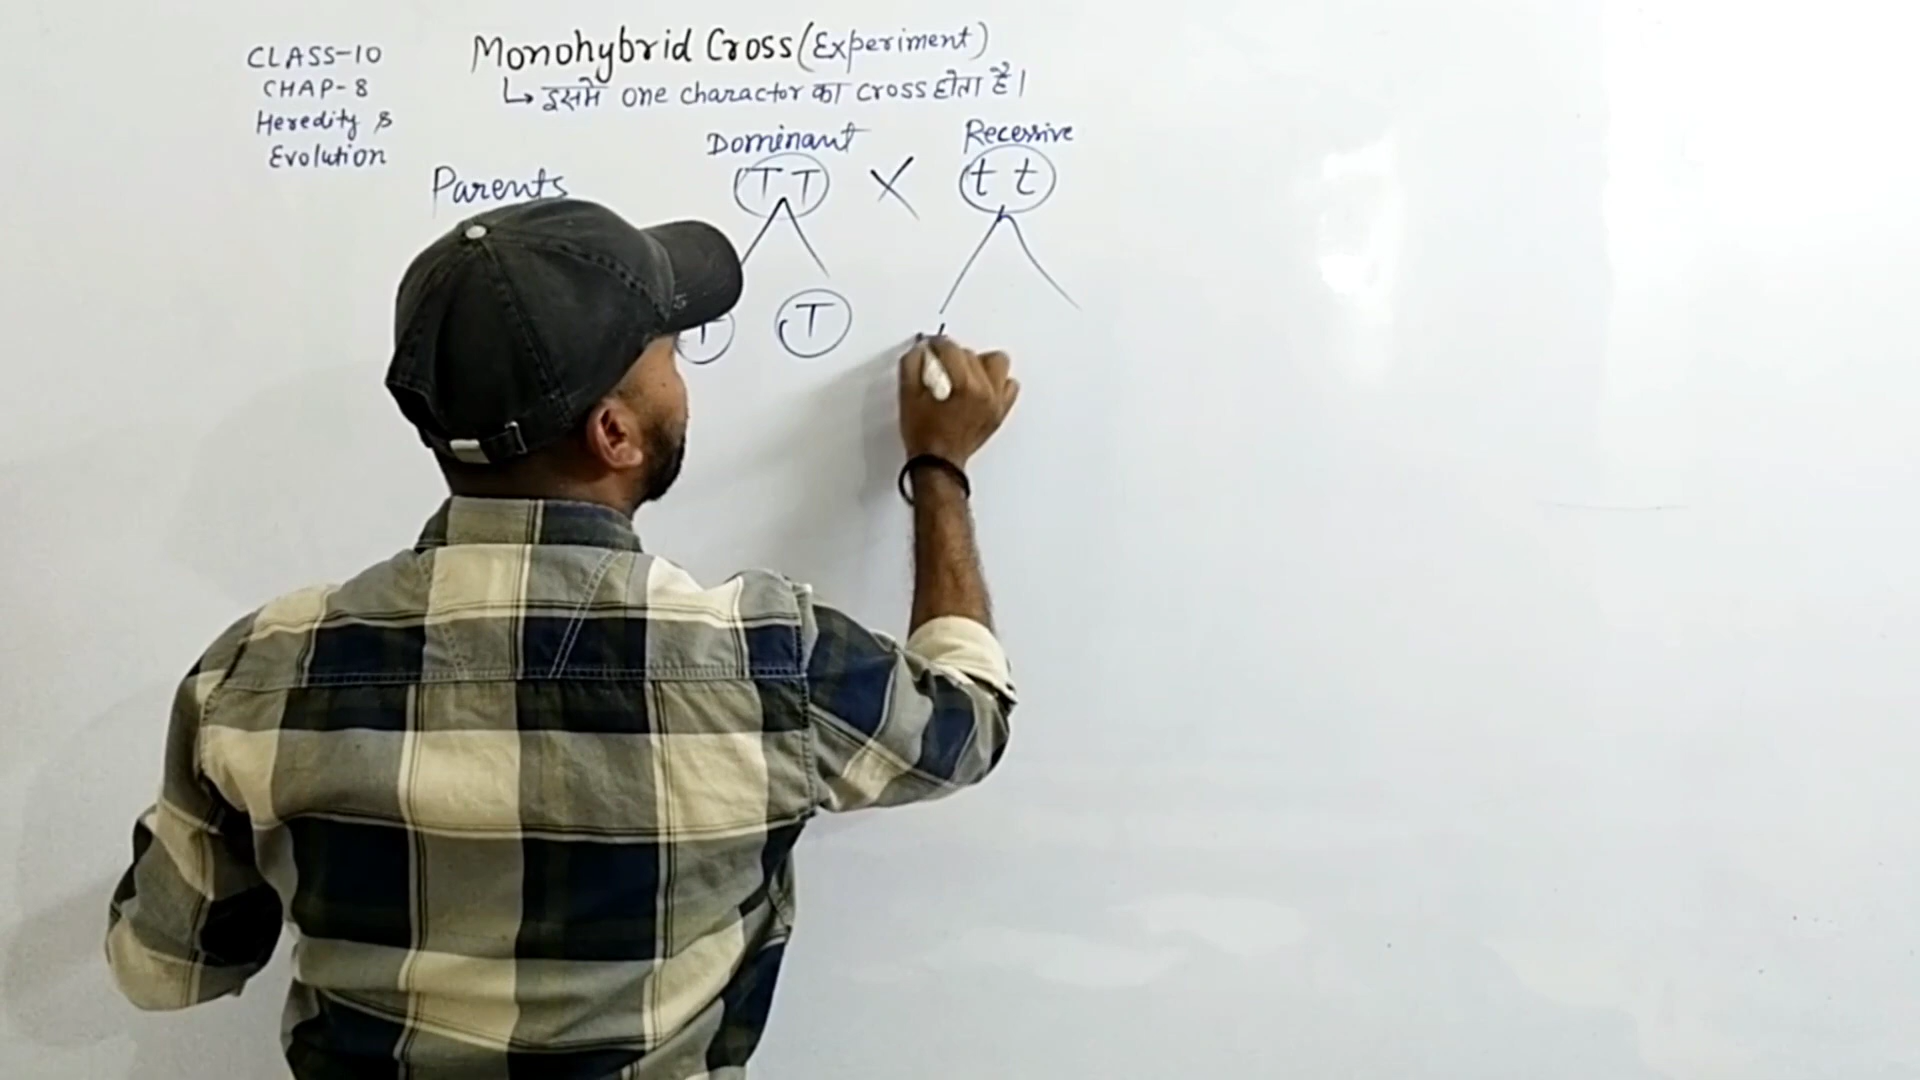 CLASS-10
CHAP-8
Heredity &
Evolution
Monohybrid Cross (Experiment)
↳ इसमें one charactor का cross होता है।
Dominant Recessive
Parents TT X tt
T T t